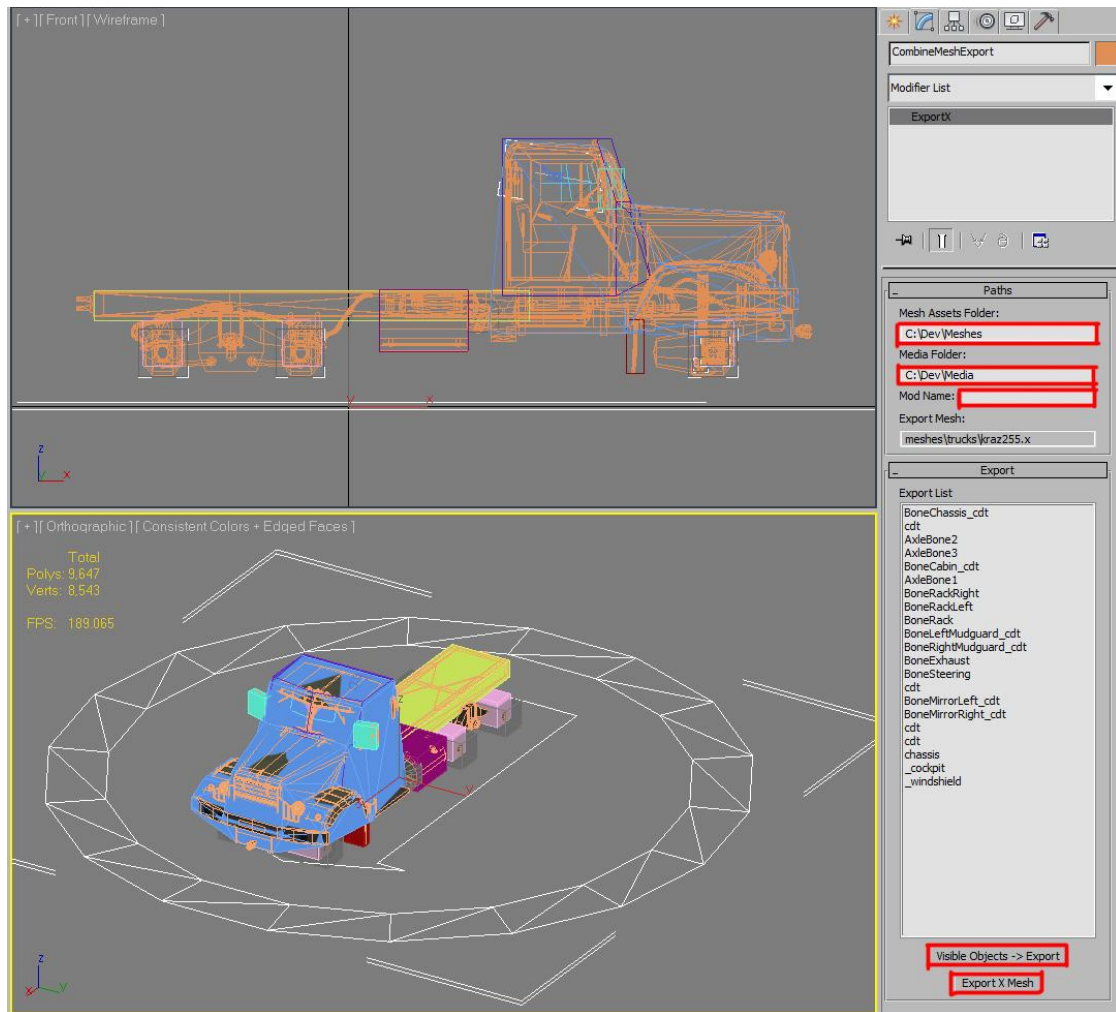 [ + ] [ Front ] [ Wireframe ]
z
x
y
x
[ + ] [ Orthographic ] [ Consistent Colors + Edged Faces ]
Total
Polys: 9,647
Verts: 8,543
FPS: 189.065
z
y
z
x
y
CombineMeshExport
Modifier List
ExportX
Paths
Mesh Assets Folder:
C:\Dev\Meshes
Media Folder:
C:\Dev\Media
Mod Name:
Export Mesh:
meshes\trucks\kraz255.x
Export
Export List
BoneChassis_cdt
cdt
AxleBone2
AxleBone3
BoneCabin_cdt
AxleBone1
BoneRackRight
BoneRackLeft
BoneRack
BoneLeftMudguard_cdt
BoneRightMudguard_cdt
BoneExhaust
BoneSteering
cdt
BoneMirrorLeft_cdt
BoneMirrorRight_cdt
cdt
cdt
chassis
_cockpit
_windshield
Visible Objects -> Export
Export X Mesh